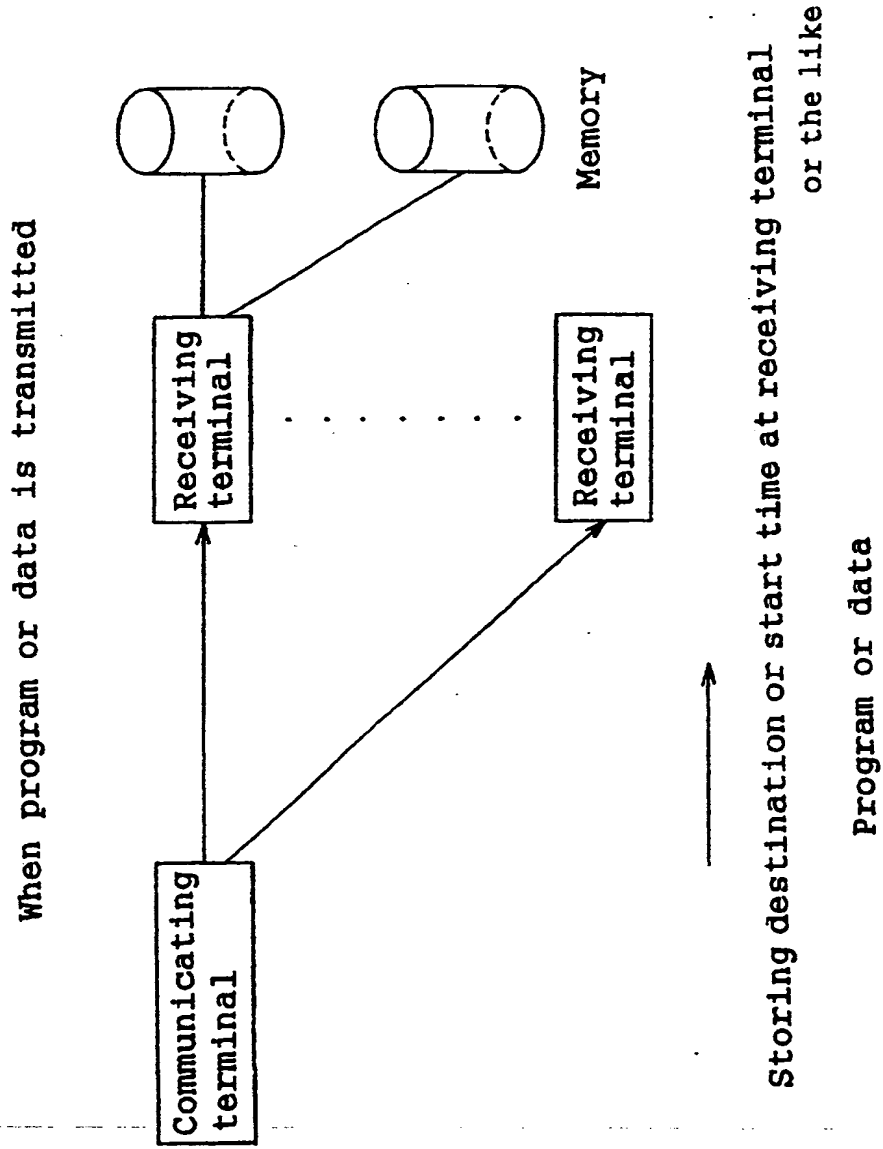 When program or data is transmitted
Communicating
terminal
Receiving
terminal
Receiving
terminal
Memory
Storing destination or start time at receiving terminal
or the like
Program or data